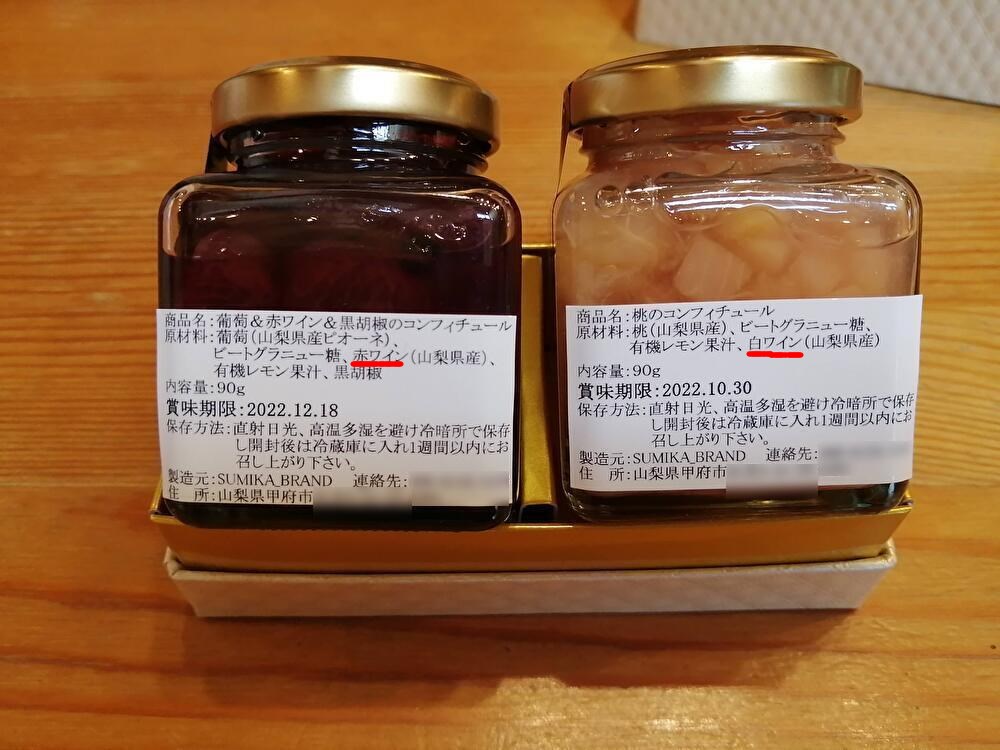 商品名:葡萄&赤ワイン&黒胡椒のコンフィチュール
原材料:葡萄(山梨県産ピオーネ)、
ビートグラニュー糖、赤ワイン(山梨県産)、
有機レモン果汁、黒胡椒
内容量:90g
賞味期限:2022.12.18
保存方法:直射日光、高温多湿を避け冷暗所で保存
し開封後は冷蔵庫に入れ1週間以内にお
召し上がり下さい。
製造元:SUMIKA_BRAND 連絡先:
住 所:山梨県甲府市
商品名:桃のコンフィチュール
原材料:桃(山梨県産)、ビートグラニュー糖、
有機レモン果汁、白ワイン(山梨県産)
内容量:90g
賞味期限:2022.10.30
保存方法:直射日光、高温多湿を避け冷暗所で保存
し開封後は冷蔵庫に入れ1週間以内にお
召し上がり下さい。
製造元:SUMIKA_BRAND 連絡先:
住 所:山梨県甲府市